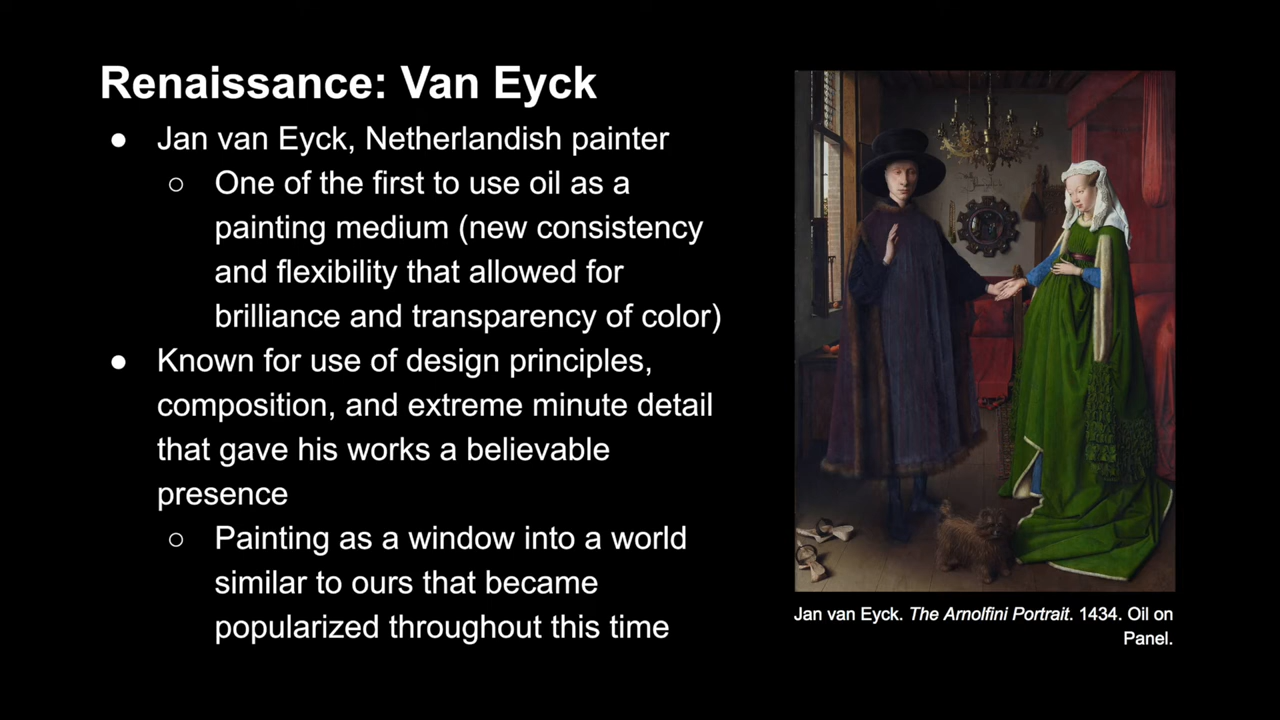 Renaissance: Van Eyck
● Jan van Eyck, Netherlandish painter
○ One of the first to use oil as a
painting medium (new consistency
and flexibility that allowed for
brilliance and transparency of color)
● Known for use of design principles,
composition, and extreme minute detail
that gave his works a believable
presence
○ Painting as a window into a world
similar to ours that became
popularized throughout this time
Jan van Eyck. The Arnolfini Portrait. 1434. Oil on
Panel.